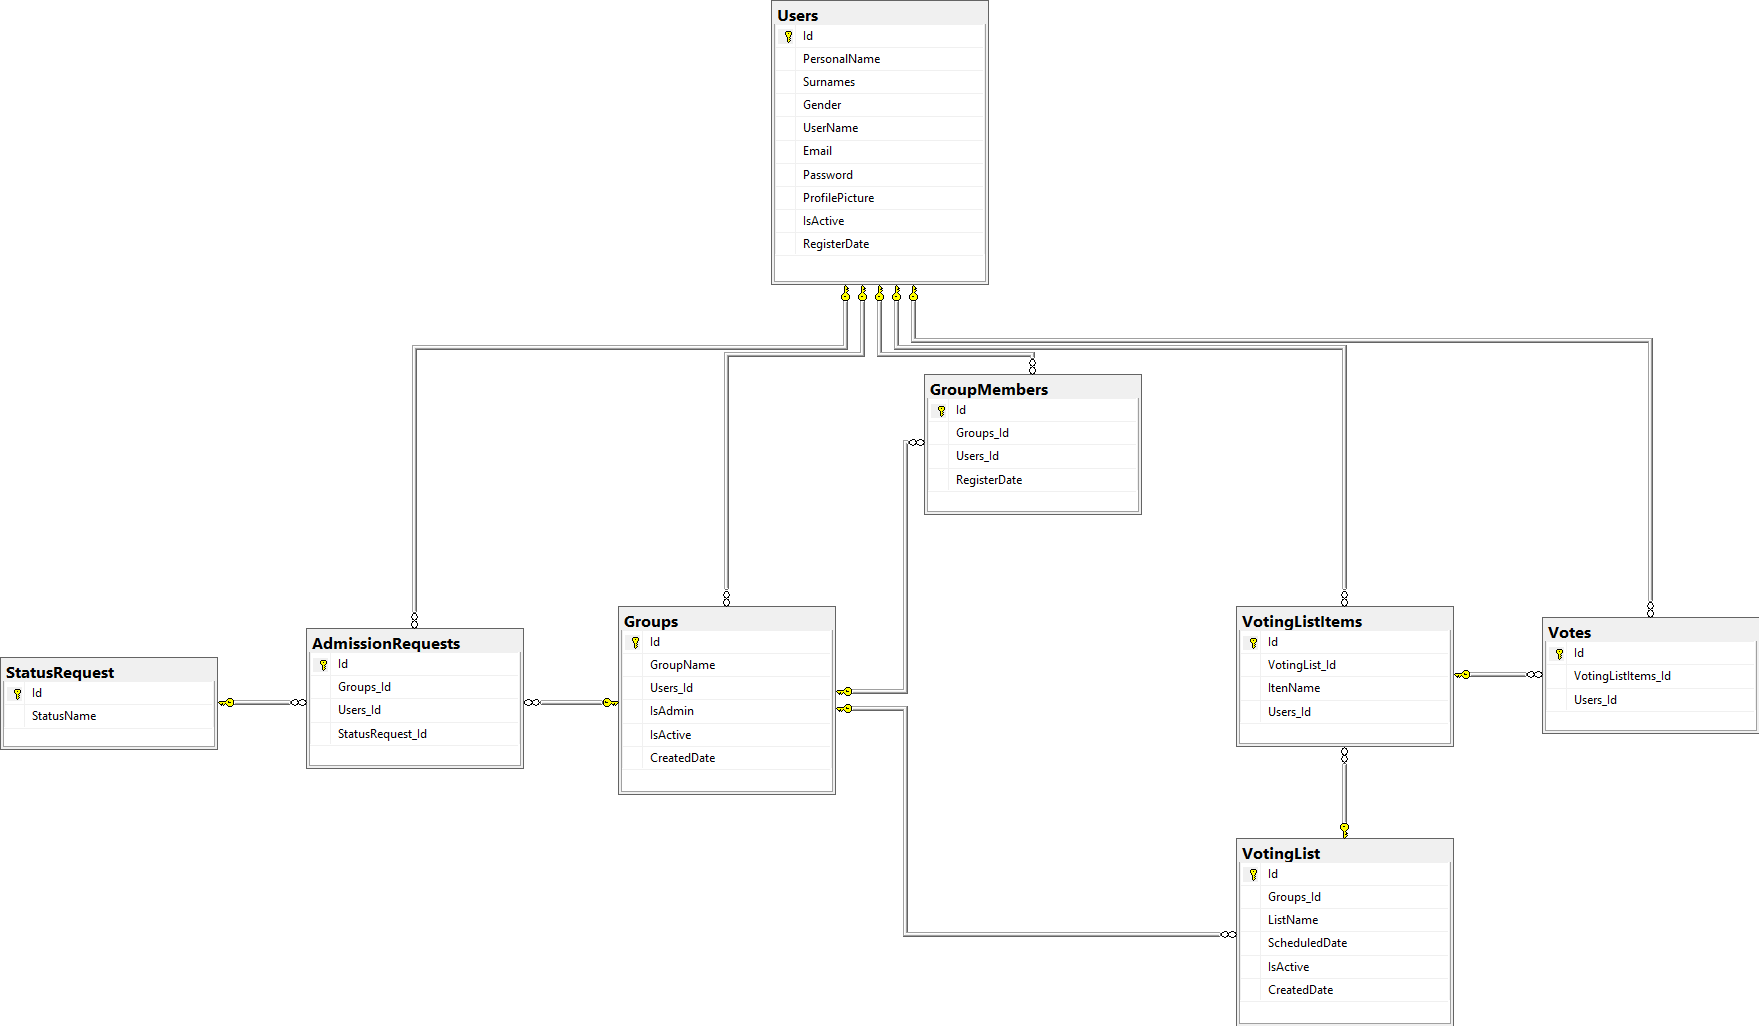 Users
Id
PersonalName
Surnames
Gender
UserName
Email
Password
ProfilePicture
IsActive
RegisterDate
GroupMembers
Id
Groups_Id
Users_Id
RegisterDate
StatusRequest
Id
StatusName
AdmissionRequests
Id
Groups_Id
Users_Id
StatusRequest_Id
Groups
Id
GroupName
Users_Id
IsAdmin
IsActive
CreatedDate
VotingListItems
Id
VotingList_Id
ItenName
Users_Id
Votes
Id
VotingListItems_Id
Users_Id
VotingList
Id
Groups_Id
ListName
ScheduledDate
IsActive
CreatedDate